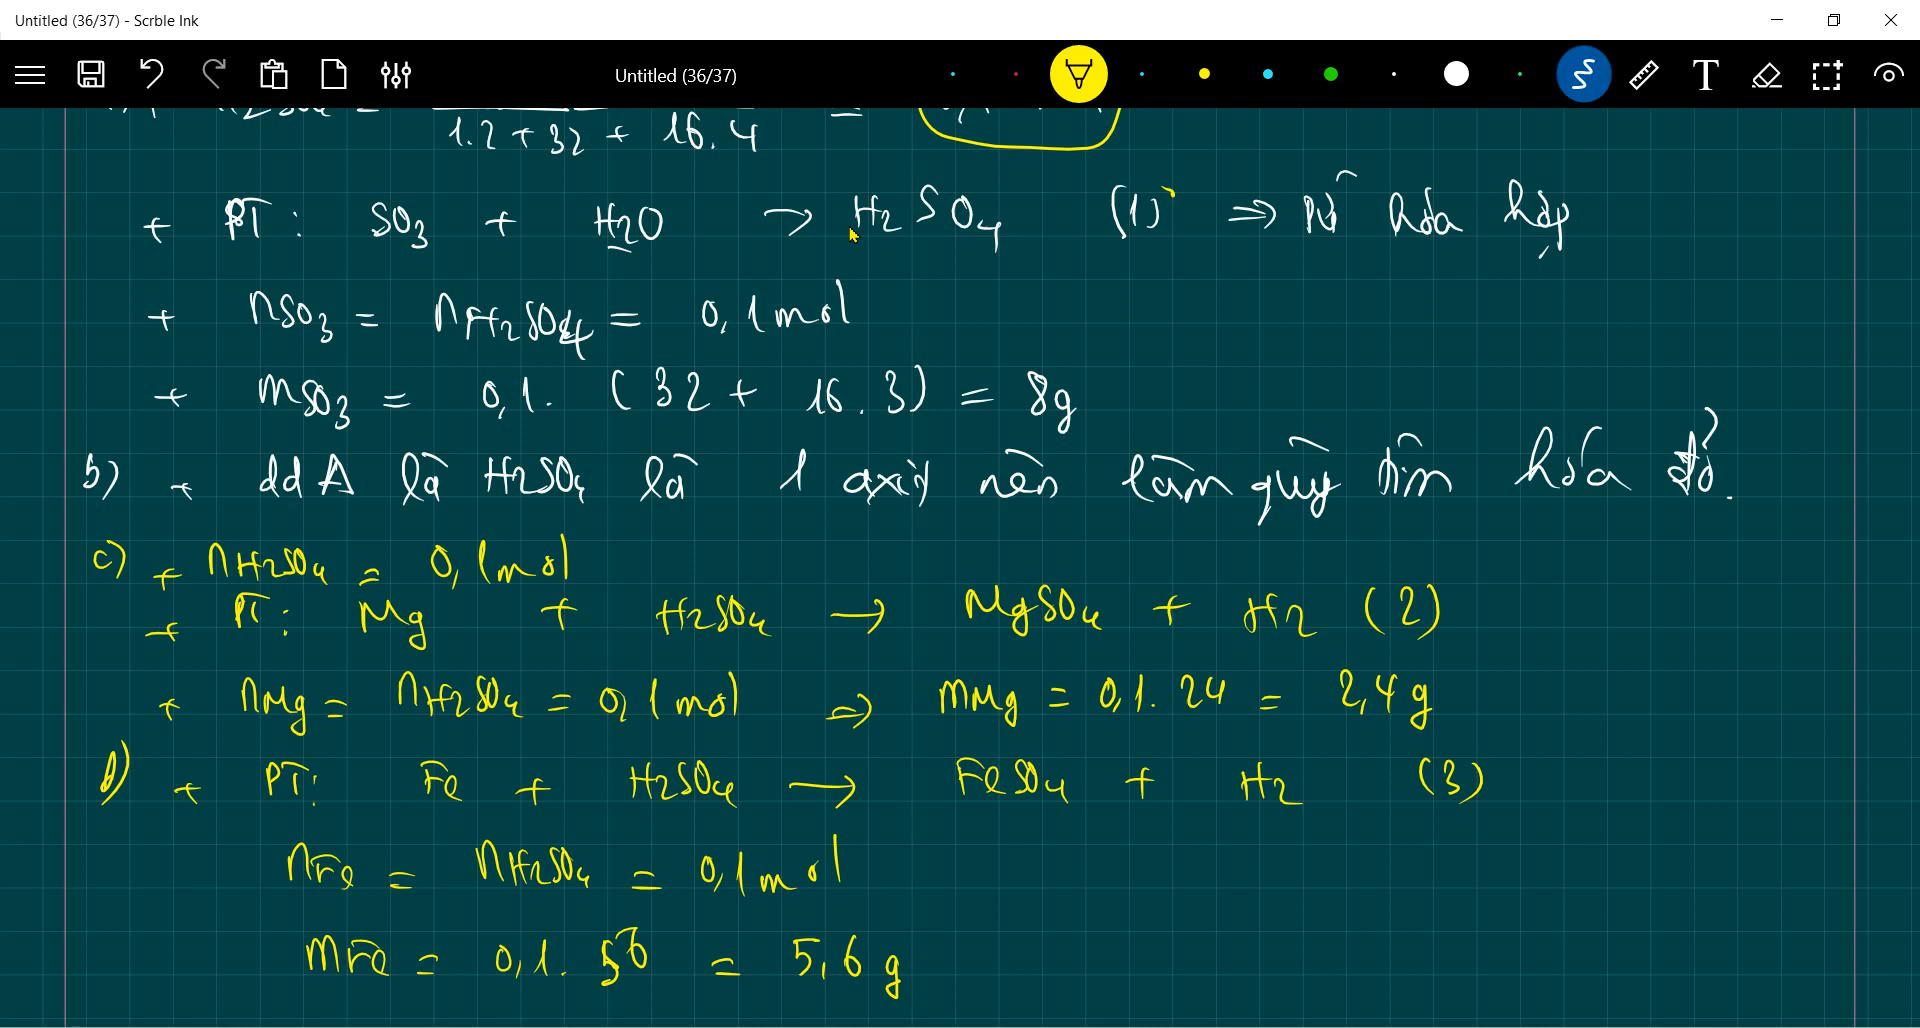 Untitled (36/37) - Scrble Ink
Untitled (36/37)
T
1.2 + 32 + 16.4
+ PT: SO3 + H2O → H2SO4 (1) ⇒ PƯ hóa hợp
+ nSO3 = nH2SO4 = 0,1mol
+ mSO3 = 0,1. (32 + 16.3) = 8g
b) + dd A là H2SO4 là 1 axit nên làm quỳ tím hóa đỏ.
c) + nH2SO4 = 0,1mol
+ PT: Mg + H2SO4 → MgSO4 + H2 (2)
+ nMg = nH2SO4 = 0,1mol ⇒ mMg = 0,1.24 = 2,4g
d) + PT: Fe + H2SO4 → FeSO4 + H2 (3)
nFe = nH2SO4 = 0,1mol
mFe = 0,1.56 = 5,6g